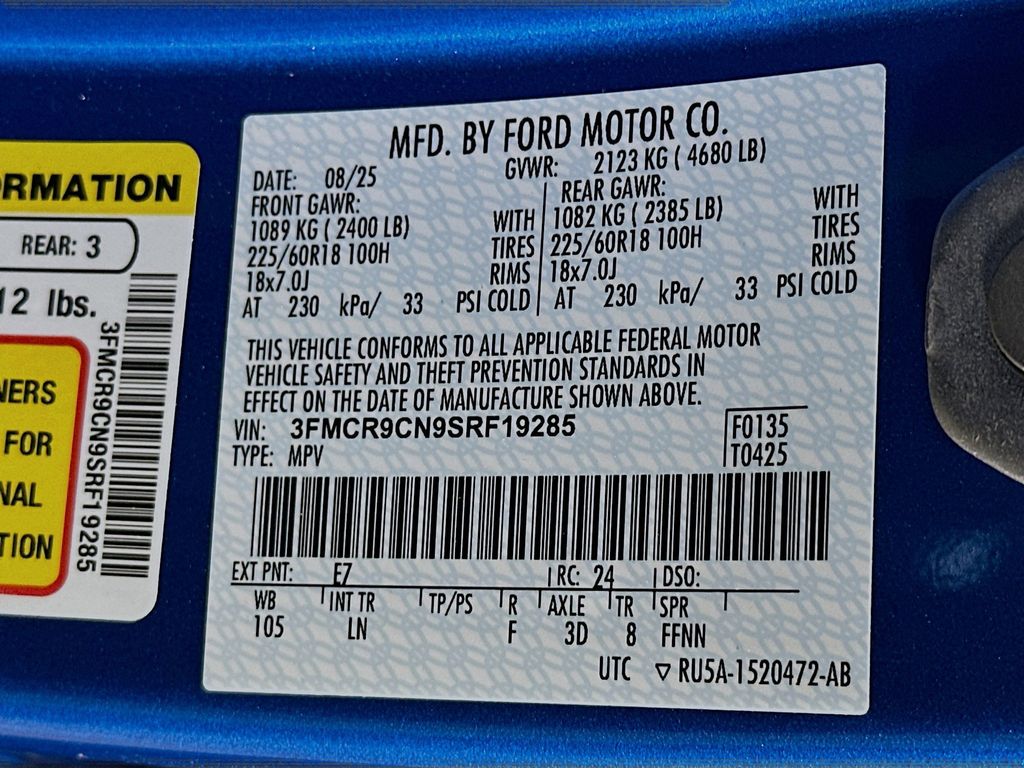 RMATION
REAR: 3
12 lbs.
3FMCR9CN9SRF19285
NERS
FOR
NAL
TION
MFD. BY FORD MOTOR CO.
DATE: 08/25 GVWR: 2123 KG ( 4680 LB)
FRONT GAWR: REAR GAWR:
1089 KG ( 2400 LB) WITH 1082 KG ( 2385 LB) WITH
225/60R18 100H TIRES 225/60R18 100H TIRES
18x7.0J RIMS 18x7.0J RIMS
AT 230 kPa/ 33 PSI COLD AT 230 kPa/ 33 PSI COLD
THIS VEHICLE CONFORMS TO ALL APPLICABLE FEDERAL MOTOR
VEHICLE SAFETY AND THEFT PREVENTION STANDARDS IN
EFFECT ON THE DATE OF MANUFACTURE SHOWN ABOVE.
VIN: 3FMCR9CN9SRF19285 F0135
TYPE: MPV T0425
EXT PNT: E7 RC: 24 DSO:
WB INT TR TP/PS R AXLE TR SPR
105 LN F 3D 8 FFNN
UTC ▽ RU5A-1520472-AB